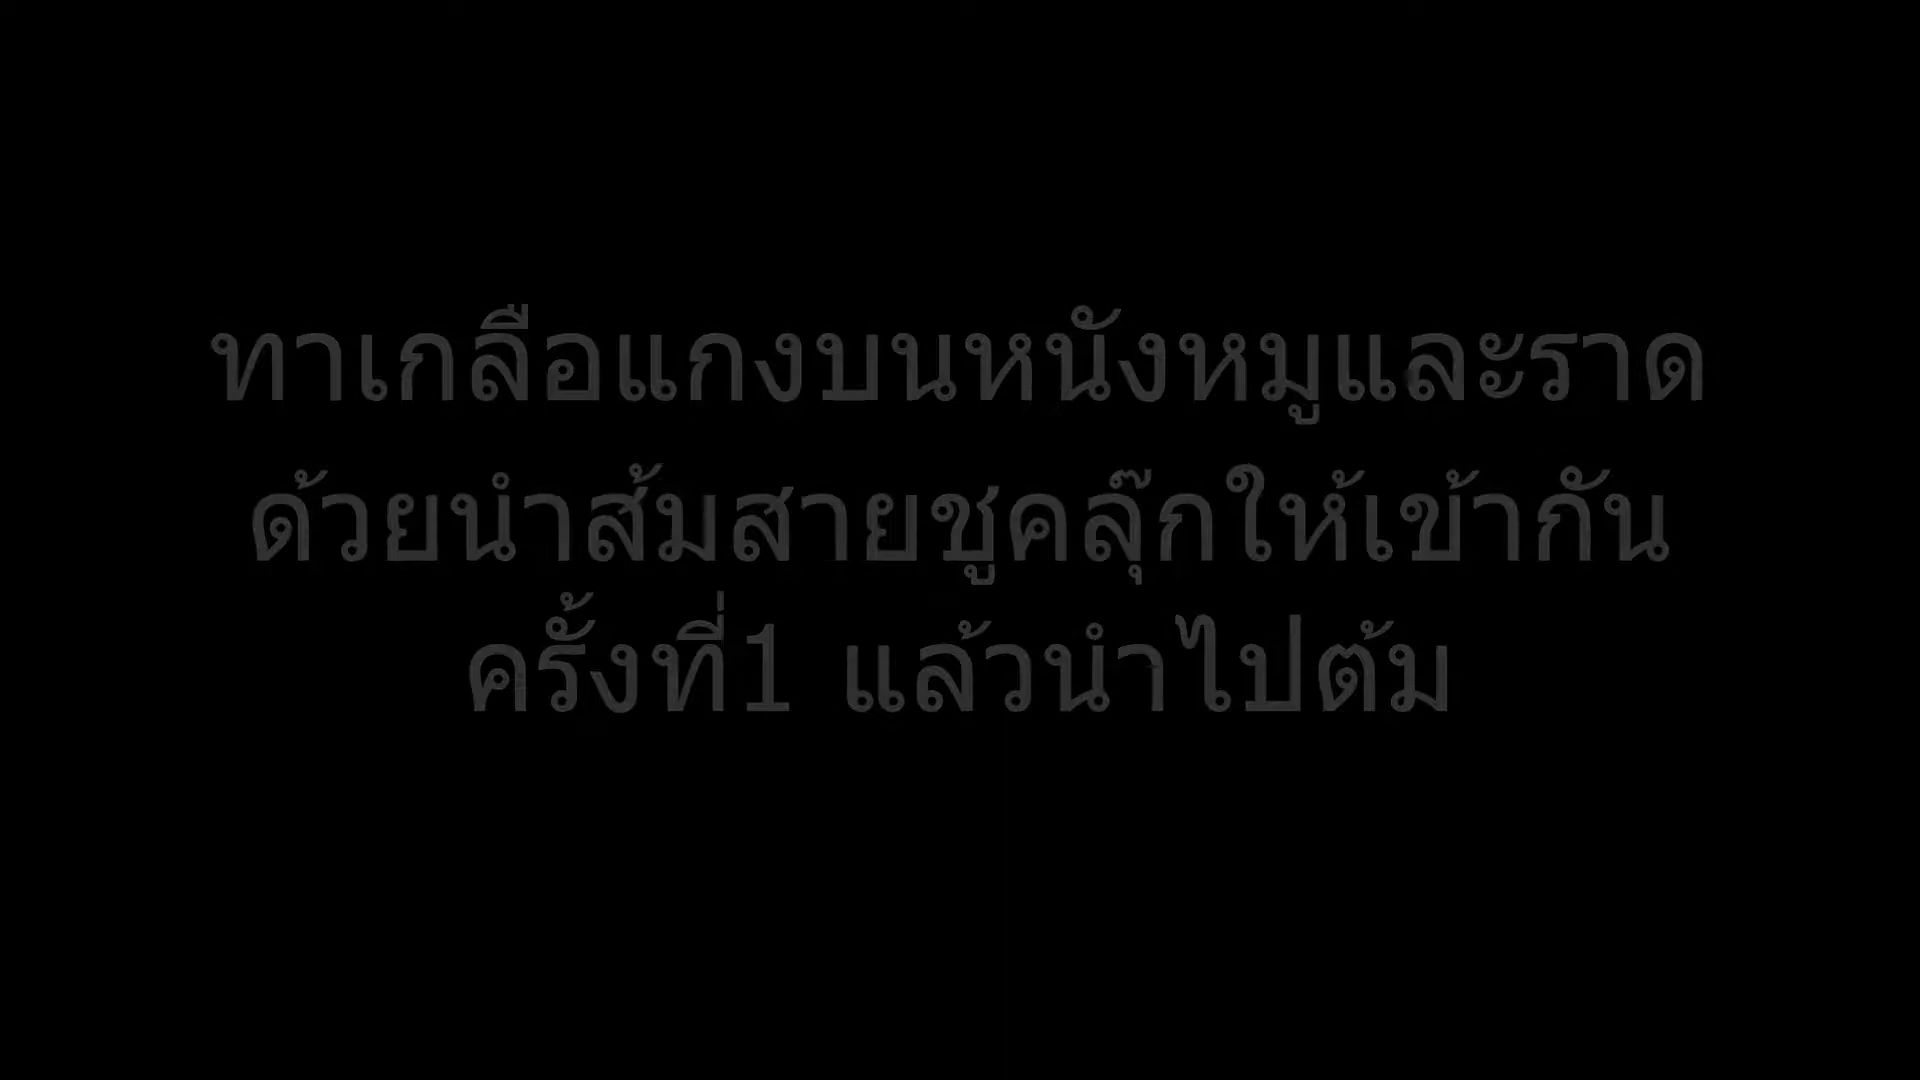 ทาเกลือแกงบนหนังหมูและราด
ด้วยนำส้มสายชูคลุ๊กให้เข้ากัน
ครั้งที่1 แล้วนำไปต้ม